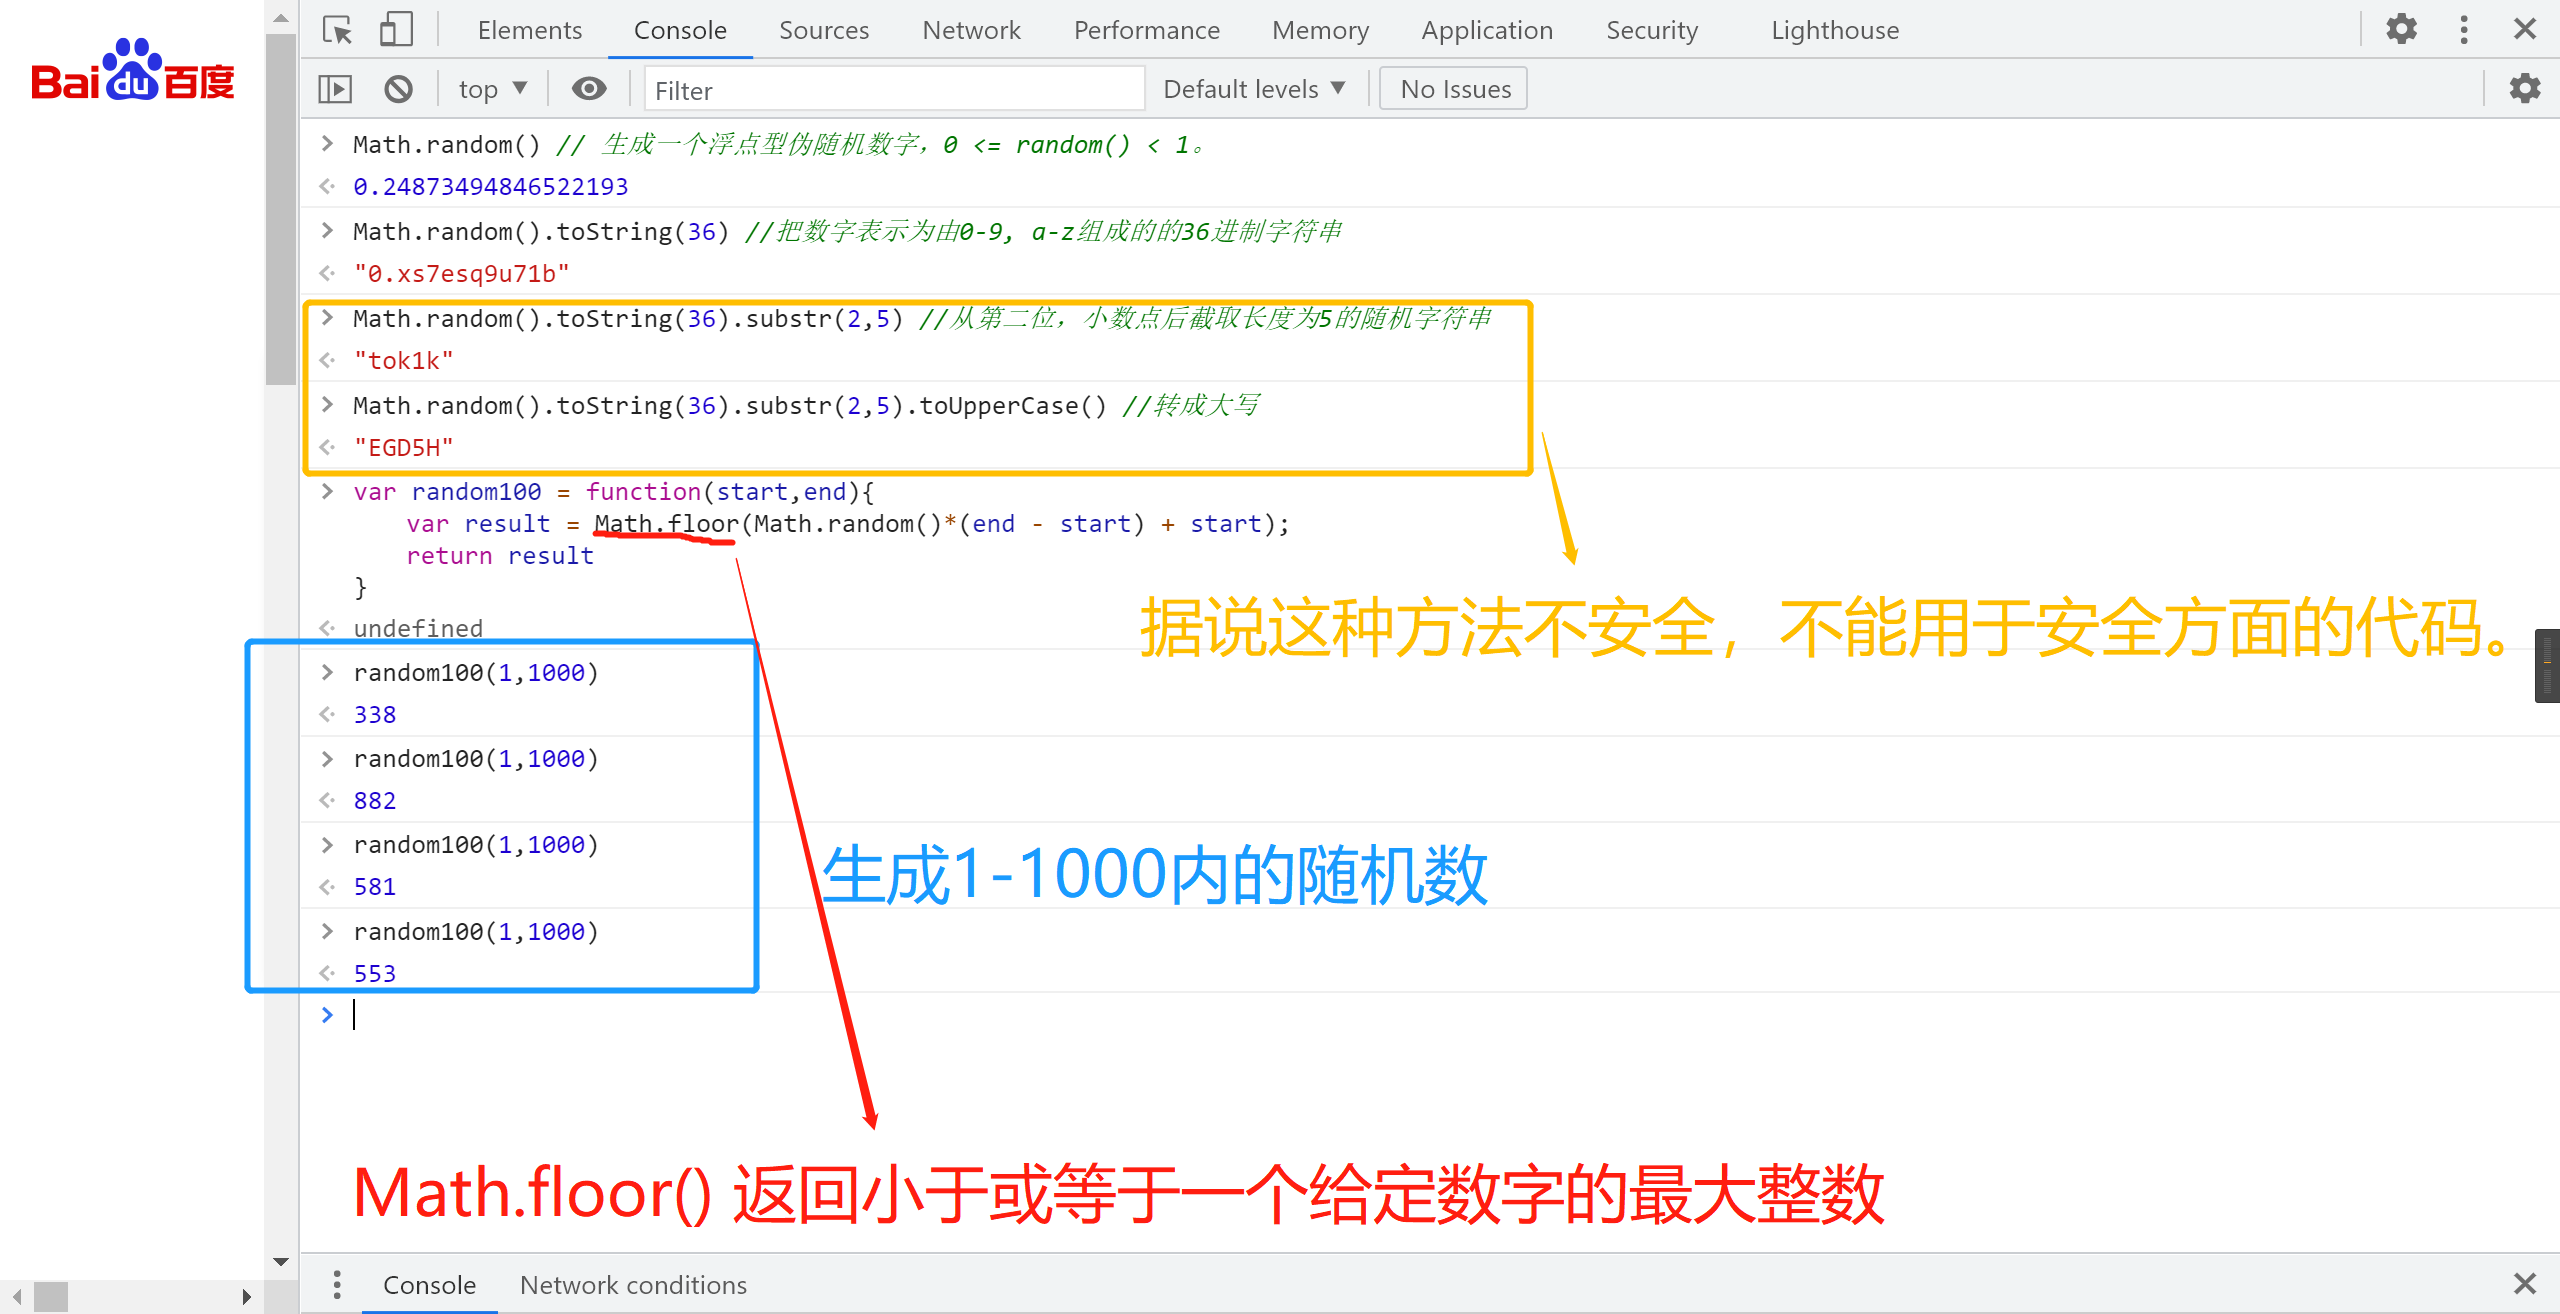 Bai du 百度
Elements Console Sources Network Performance Memory Application Security Lighthouse
top Filter Default levels No Issues
Math.random() // 生成一个浮点型伪随机数字，0 <= random() < 1。
0.24873494846522193
Math.random().toString(36) //把数字表示为由0-9, a-z组成的的36进制字符串
"0.xs7esq9u71b"
Math.random().toString(36).substr(2,5) //从第二位，小数点后截取长度为5的随机字符串
"tok1k"
Math.random().toString(36).substr(2,5).toUpperCase() //转成大写
"EGD5H"
var random100 = function(start,end){
var result = Math.floor(Math.random()*(end - start) + start);
return result
}
undefined
据说这种方法不安全，不能用于安全方面的代码。
random100(1,1000)
338
random100(1,1000)
882
random100(1,1000)
581
生成1-1000内的随机数
random100(1,1000)
553
Math.floor() 返回小于或等于一个给定数字的最大整数
Console Network conditions